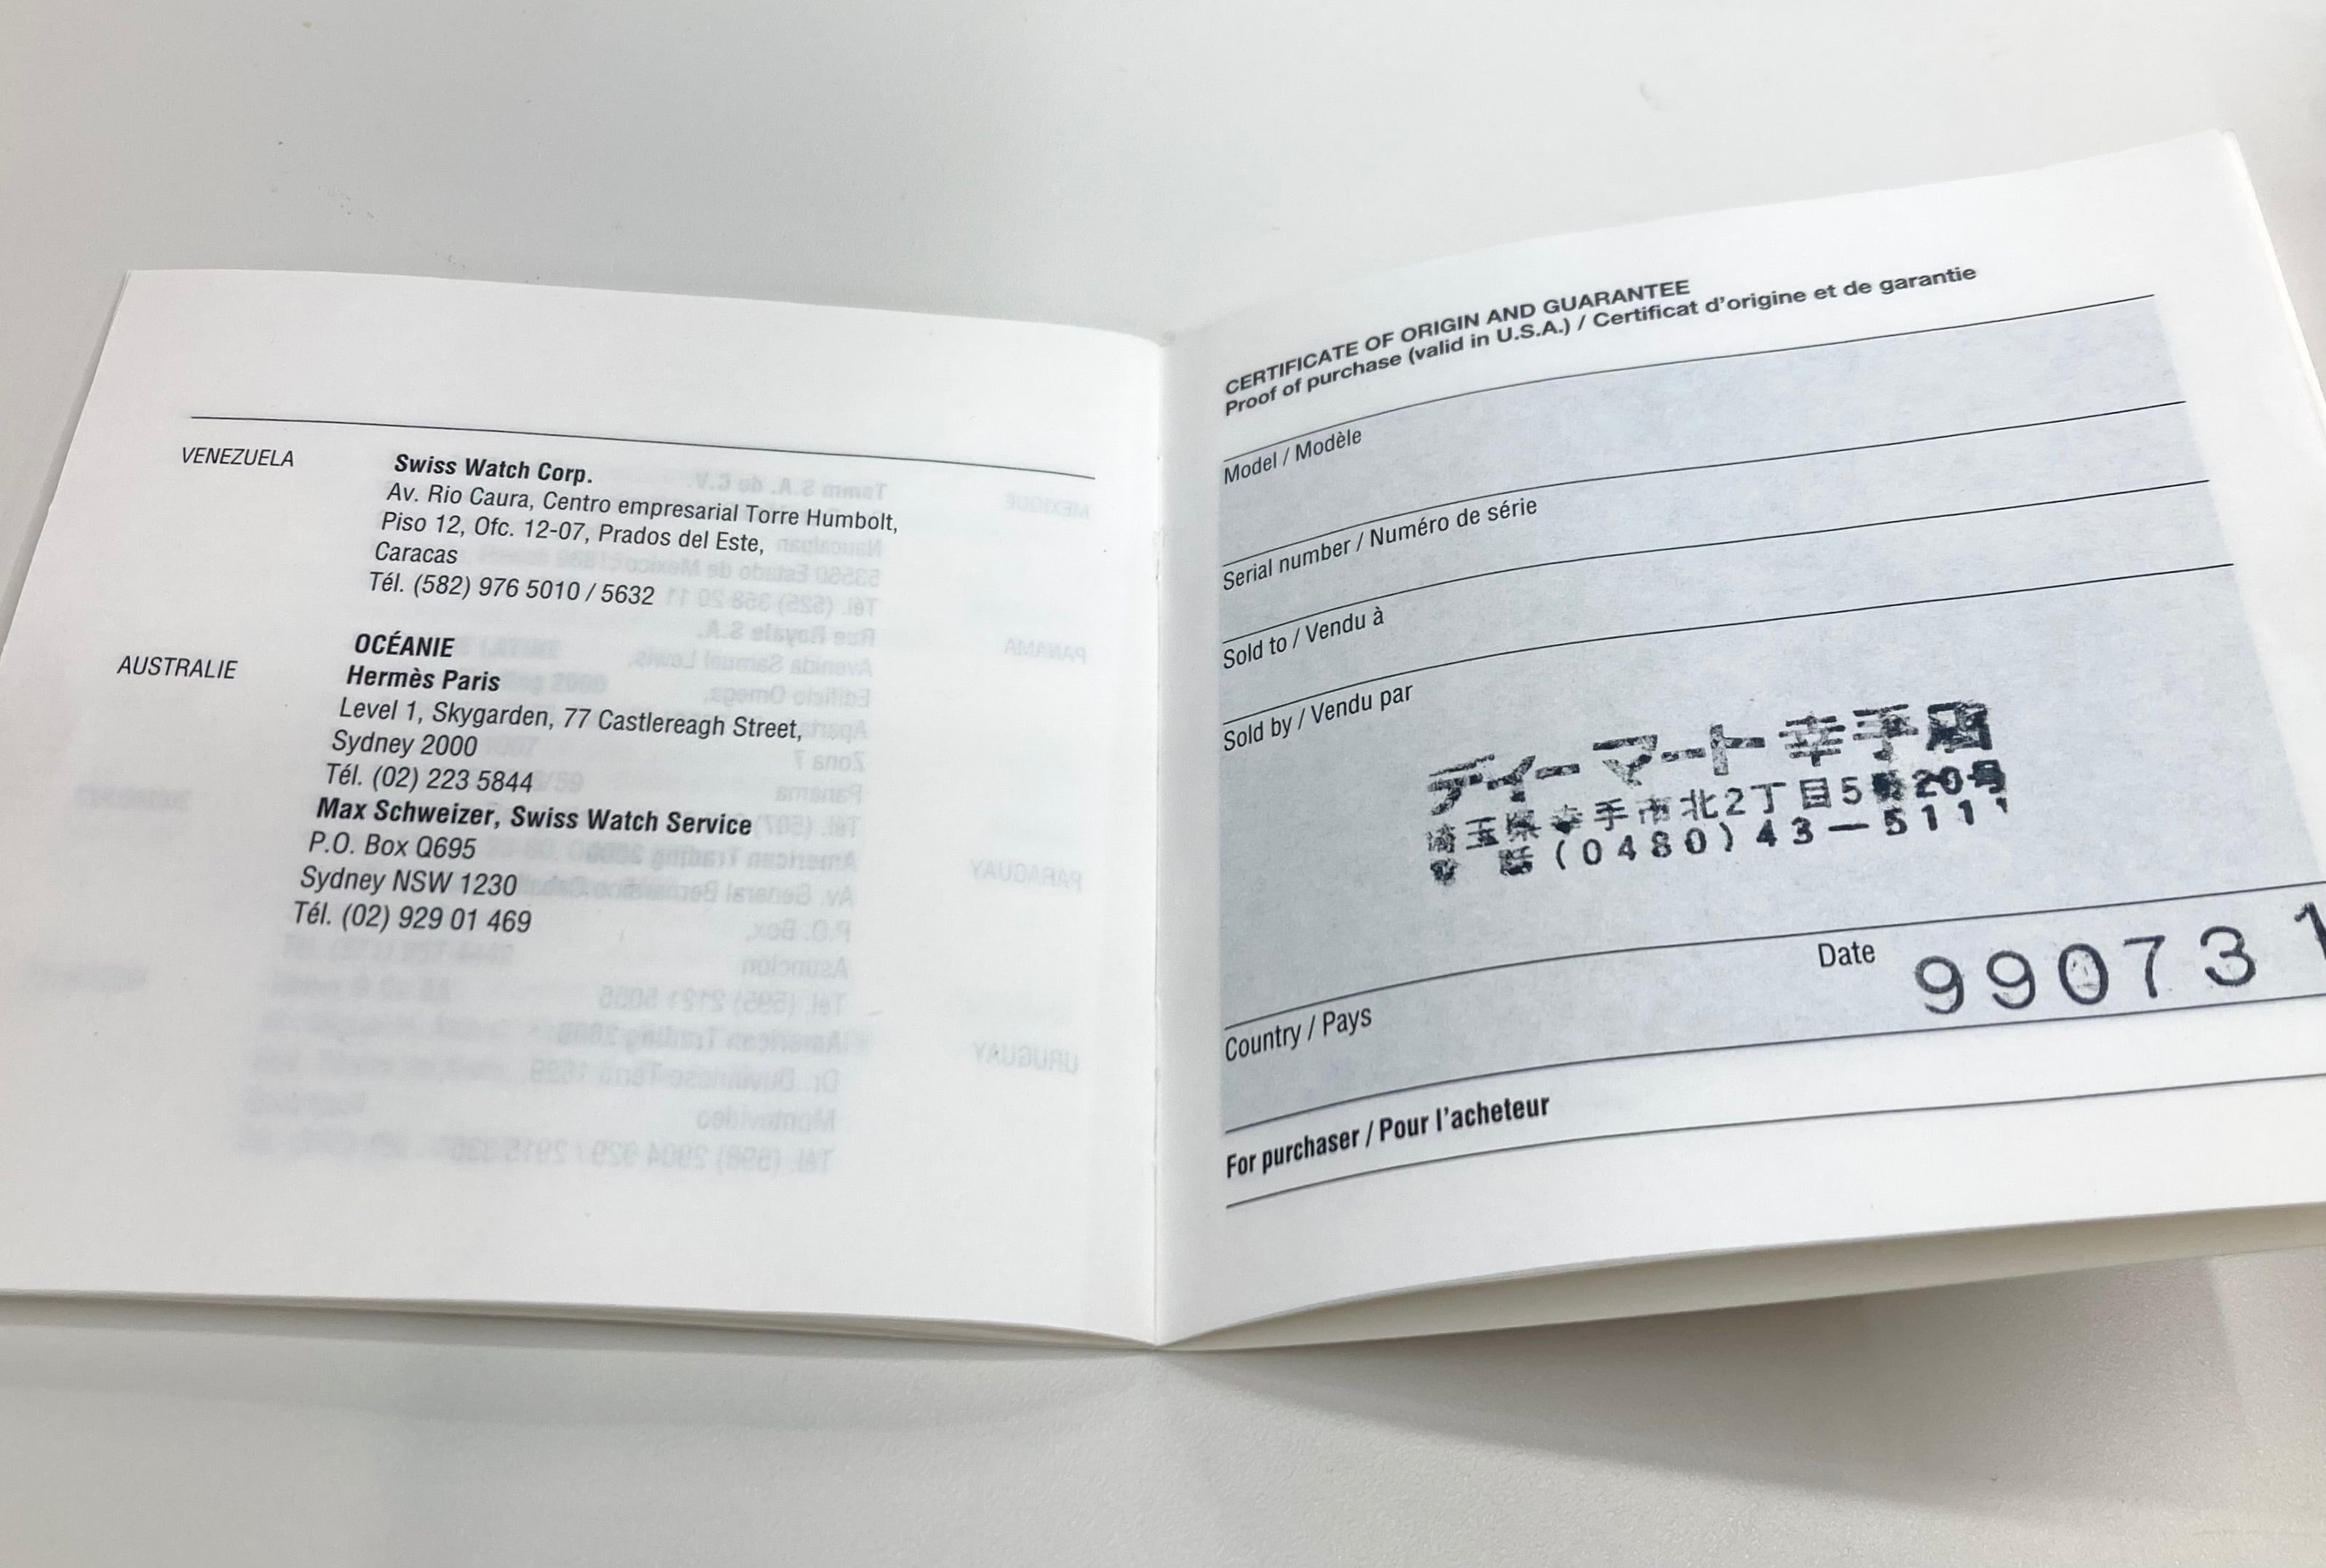 VENEZUELA
Swiss Watch Corp.
Av. Rio Caura, Centro empresarial Torre Humbolt,
Piso 12, Ofc. 12-07, Prados del Este,
Caracas
Tél. (582) 976 5010 / 5632
OCÉANIE
AUSTRALIE
Hermès Paris
Level 1, Skygarden, 77 Castlereagh Street,
Sydney 2000
Tél. (02) 223 5844
Max Schweizer, Swiss Watch Service
P.O. Box Q695
Sydney NSW 1230
Tél. (02) 929 01 469
CERTIFICATE OF ORIGIN AND GUARANTEE
Proof of purchase (valid in U.S.A.) / Certificat d'origine et de garantie
Model / Modèle
Serial number / Numéro de série
Sold to / Vendu à
Sold by / Vendu par
ディーマート幸手店
埼玉県幸手市北2丁目5番20号
電話(0480)43-5111
Country / Pays
Date 990731
For purchaser / Pour l'acheteur